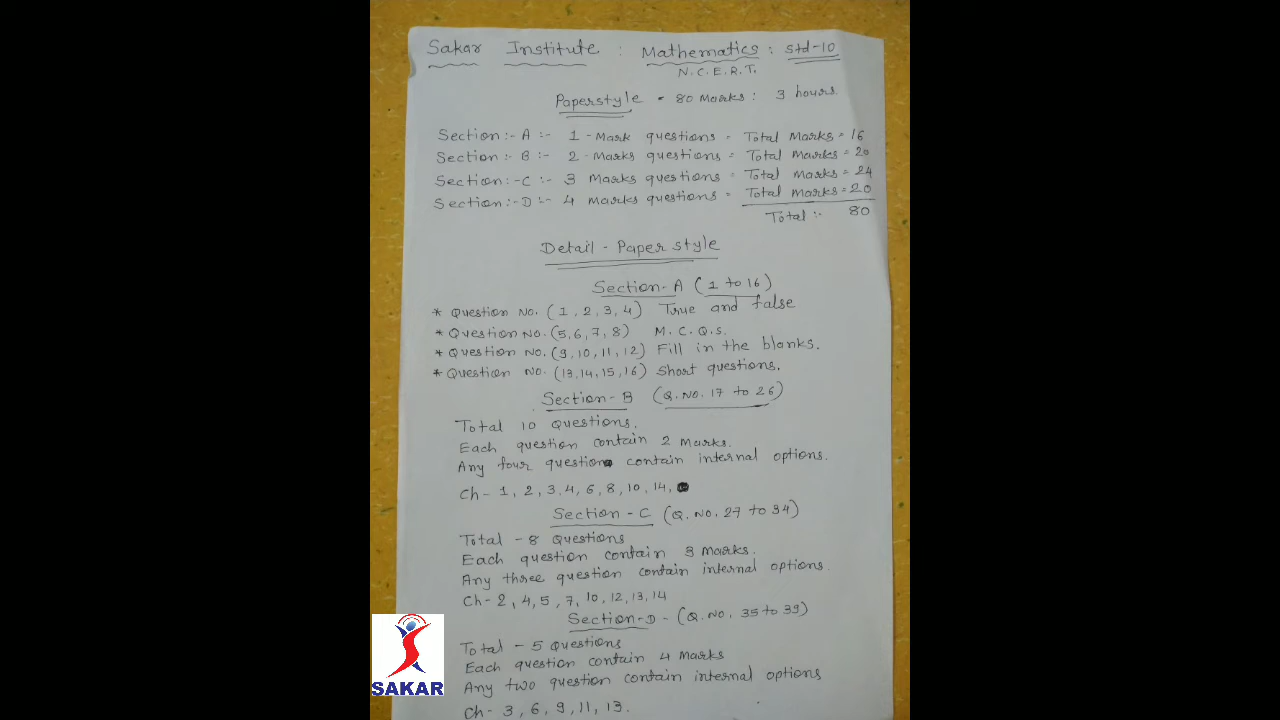 Sakar Institute : Mathematics : Std-10
N.C.E.R.T.
Paperstyle = 80 Marks : 3 hours.
Section:- A :- 1 - Mark questions = Total Marks = 16
Section:- B :- 2 - Marks questions = Total Marks = 20
Section:- C :- 3 Marks questions = Total Marks = 24
Section:- D :- 4 Marks questions = Total Marks = 20
Total :- 80
Detail - Paper style
Section-A (1 to 16)
* Question No. (1, 2, 3, 4) True and false
* Question No. (5, 6, 7, 8) M.C.Q.S.
* Question No. (9, 10, 11, 12) Fill in the blanks.
* Question No. (13, 14, 15, 16) Short questions.
Section-B (Q.No. 17 to 26)
Total 10 Questions.
Each question contain 2 Marks.
Any four question contain internal options.
Ch- 1, 2, 3, 4, 6, 8, 10, 14,
Section - C (Q.No. 27 to 34)
Total - 8 Questions
Each question contain 3 Marks.
Any three question contain internal options.
Ch- 2, 4, 5, 7, 10, 12, 13, 14
Section-D - (Q.No. 35 to 39)
Total - 5 Questions
Each question contain 4 Marks
Any two question contain internal options
Ch- 3, 6, 9, 11, 13.
SAKAR